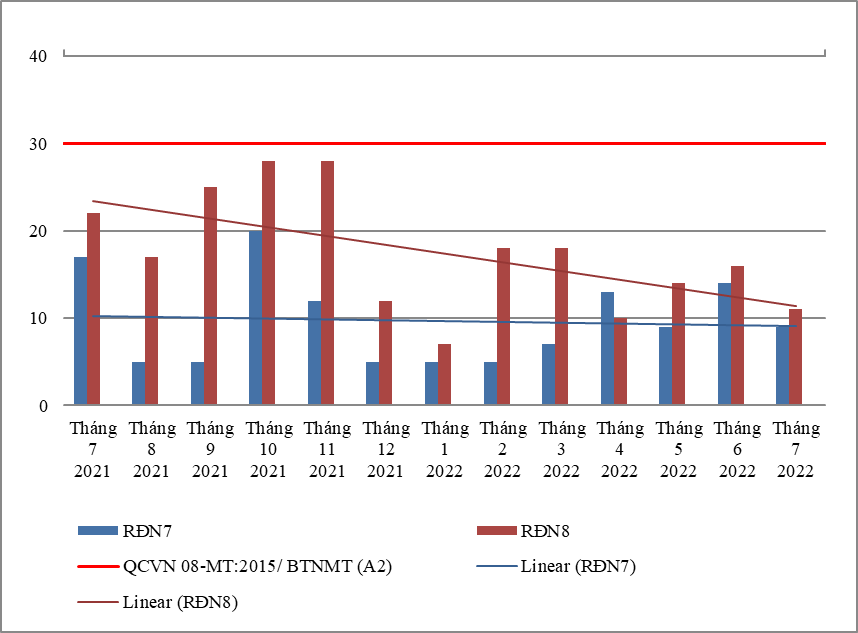 40
30
20
10
0
Tháng 7 2021
Tháng 8 2021
Tháng 9 2021
Tháng 10 2021
Tháng 11 2021
Tháng 12 2021
Tháng 1 2022
Tháng 2 2022
Tháng 3 2022
Tháng 4 2022
Tháng 5 2022
Tháng 6 2022
Tháng 7 2022
RĐN7
RĐN8
QCVN 08-MT:2015/ BTNMT (A2)
Linear (RĐN7)
Linear (RĐN8)